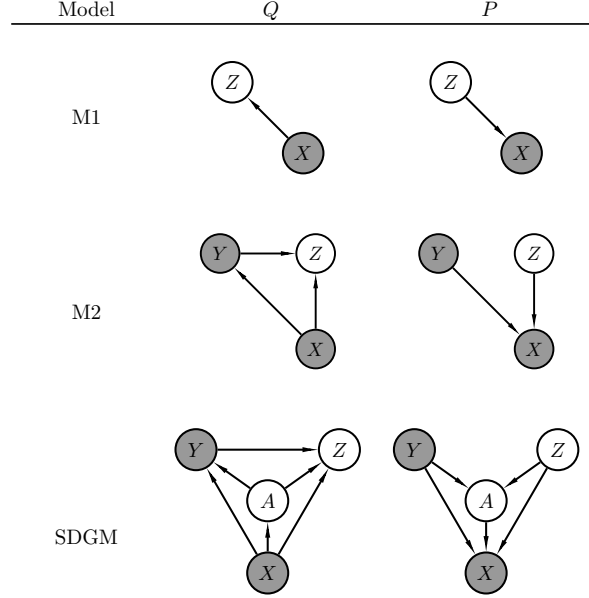 Model Q P
Z Z
M1
X X
Y Z Y Z
M2
X X
Y Z Y Z
A A
SDGM
X X